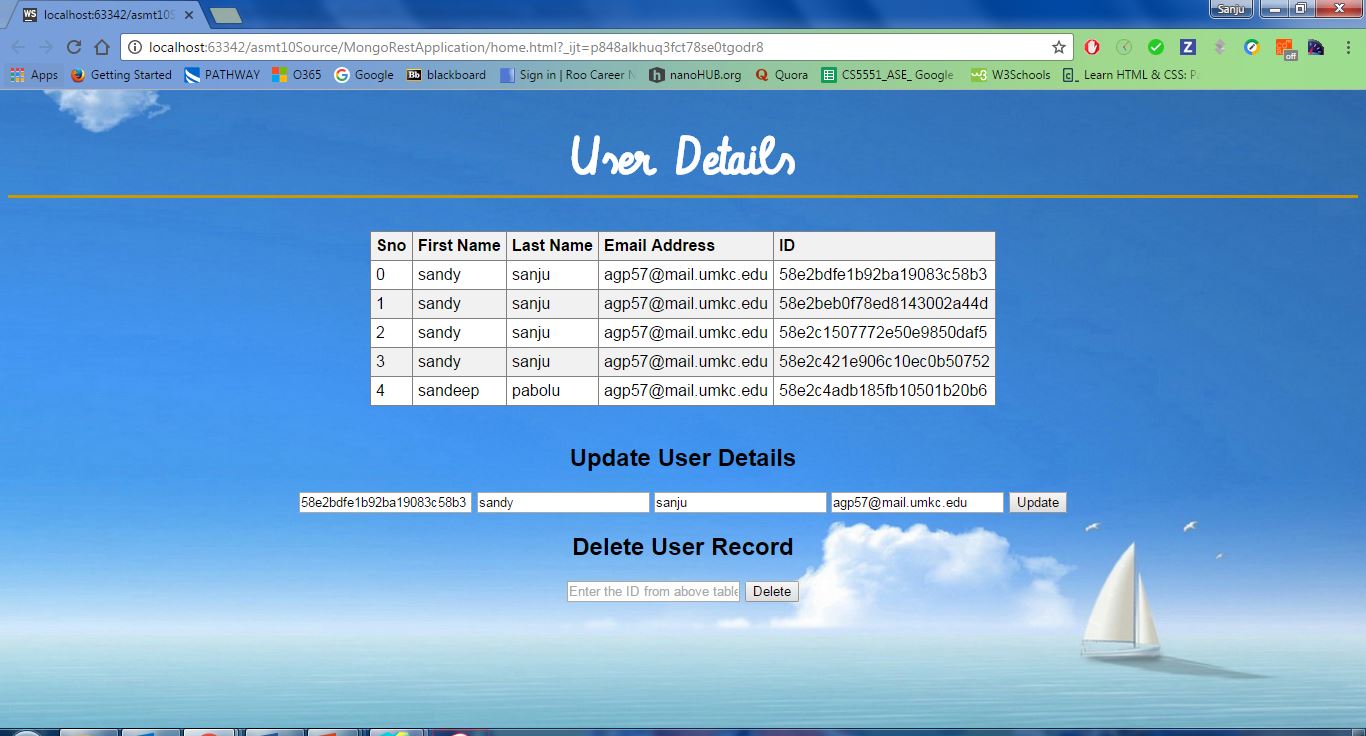 WS localhost:63342/asmt10S
Sanju
localhost:63342/asmt10Source/MongoRestApplication/home.html?_ijt=p848alkhuq3fct78se0tgodr8
off
Apps Getting Started PATHWAY O365 Google Bb blackboard Sign in | Roo Career N nanoHUB.org Quora CS5551_ASE_ Google W3Schools Learn HTML & CSS: Pa
User Details
Sno First Name Last Name Email Address ID
0 sandy sanju agp57@mail.umkc.edu 58e2bdfe1b92ba19083c58b3
1 sandy sanju agp57@mail.umkc.edu 58e2beb0f78ed8143002a44d
2 sandy sanju agp57@mail.umkc.edu 58e2c1507772e50e9850daf5
3 sandy sanju agp57@mail.umkc.edu 58e2c421e906c10ec0b50752
4 sandeep pabolu agp57@mail.umkc.edu 58e2c4adb185fb10501b20b6
Update User Details
58e2bdfe1b92ba19083c58b3 sandy sanju agp57@mail.umkc.edu Update
Delete User Record
Enter the ID from above table Delete